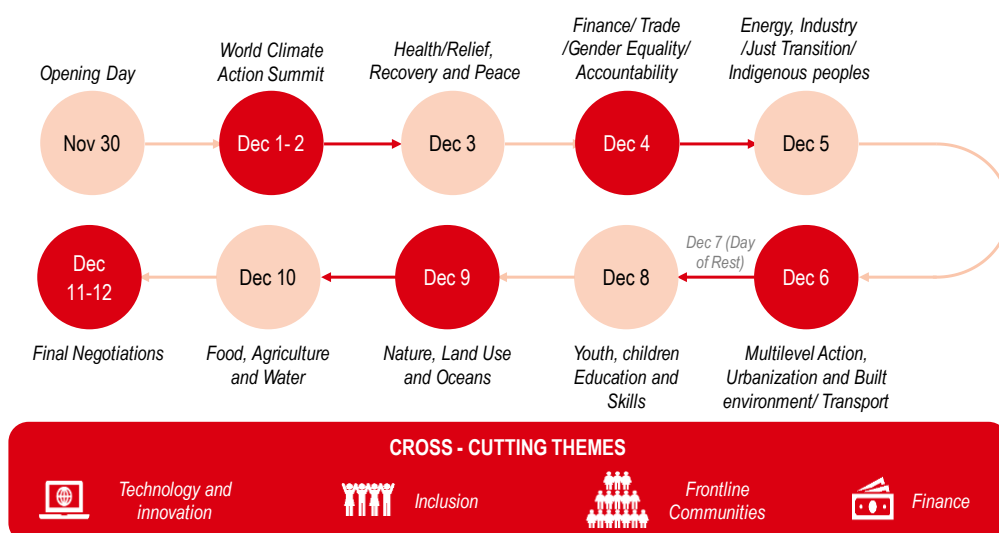 Opening Day
World Climate
Action Summit
Health/Relief,
Recovery and Peace
Finance/ Trade
/Gender Equality/
Accountability
Energy, Industry
/Just Transition/
Indigenous peoples
Nov 30
Dec 1- 2
Dec 3
Dec 4
Dec 5
Dec
11-12
Dec 10
Dec 9
Dec 8
Dec 7 (Day
of Rest)
Dec 6
Final Negotiations
Food, Agriculture
and Water
Nature, Land Use
and Oceans
Youth, children
Education and
Skills
Multilevel Action,
Urbanization and Built
environment/ Transport
CROSS - CUTTING THEMES
Technology and
innovation
Inclusion
Frontline
Communities
Finance